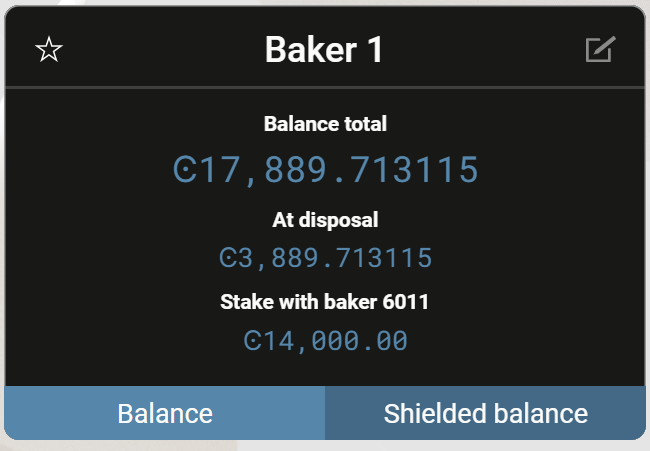 Baker 1
Balance total
Ͼ17,889.713115
At disposal
Ͼ3,889.713115
Stake with baker 6011
Ͼ14,000.00
Balance
Shielded balance